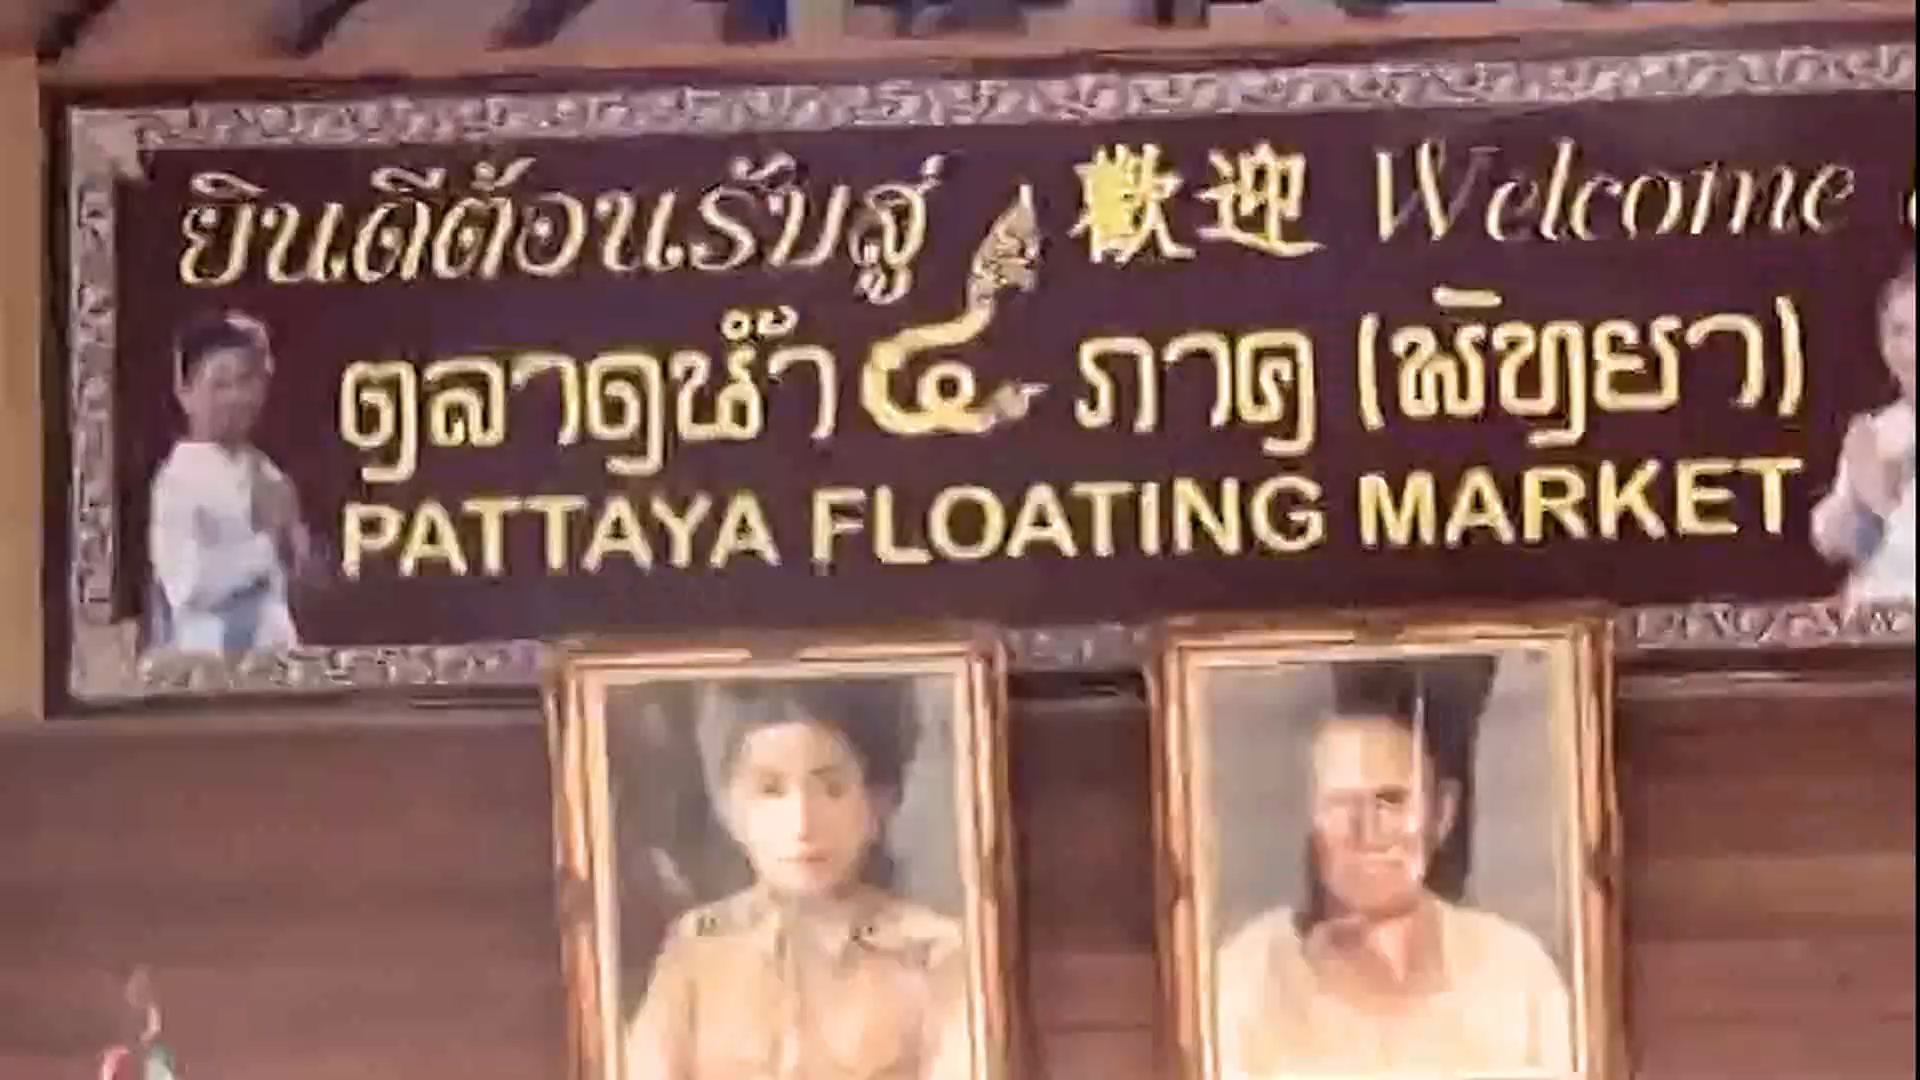 ยินดีต้อนรับสู่ 歡迎 Welcome
ตลาดน้ำ ๔ ภาค (พัทยา)
PATTAYA FLOATING MARKET